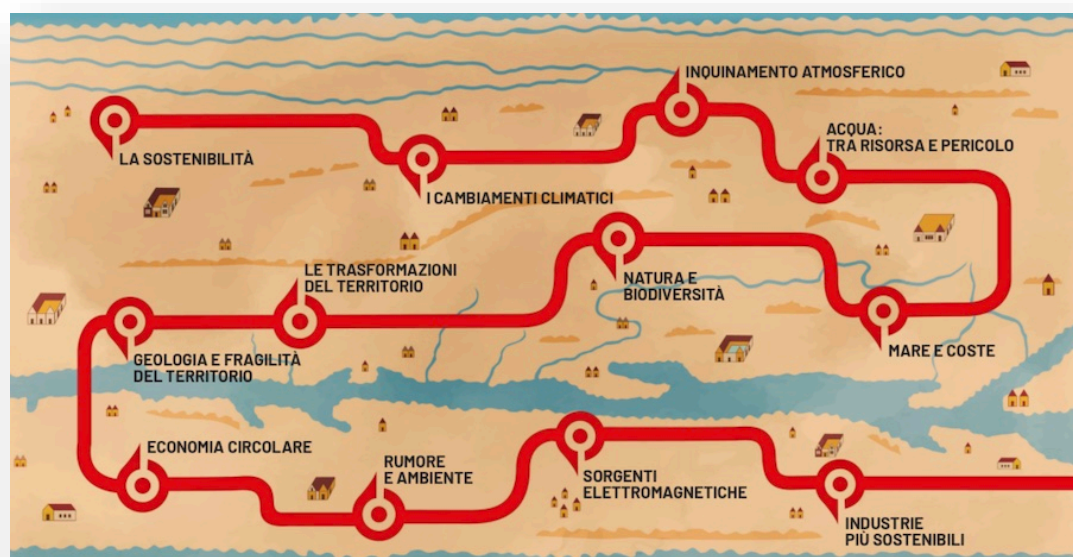 LA SOSTENIBILITÀ
I CAMBIAMENTI CLIMATICI
INQUINAMENTO ATMOSFERICO
ACQUA:
TRA RISORSA E PERICOLO
MARE E COSTE
NATURA E
BIODIVERSITÀ
LE TRASFORMAZIONI
DEL TERRITORIO
GEOLOGIA E FRAGILITÀ
DEL TERRITORIO
ECONOMIA CIRCOLARE
RUMORE
E AMBIENTE
SORGENTI
ELETTROMAGNETICHE
INDUSTRIE
PIÙ SOSTENIBILI